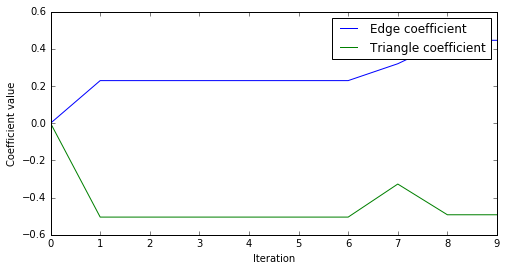 0.6
Edge coefficient
Triangle coefficient
0.4
0.2
0.0
−0.2
−0.4
−0.6
Coefficient value
0 1 2 3 4 5 6 7 8 9
Iteration